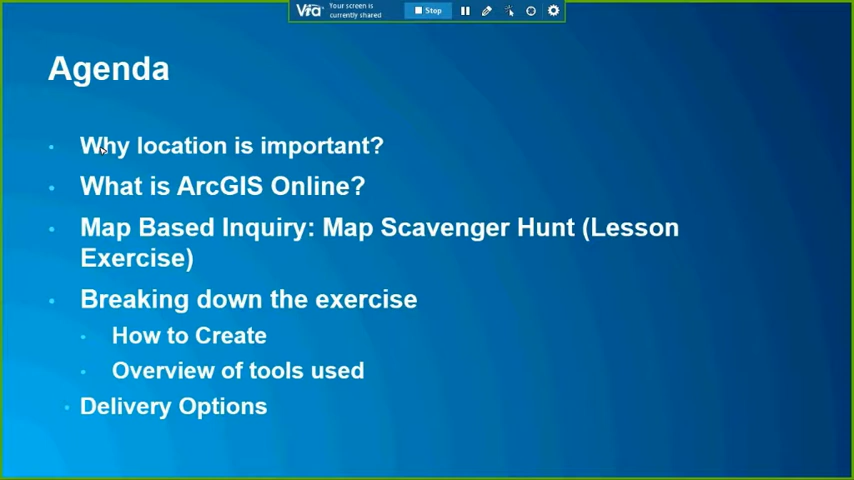 Vfa
Your screen is
currently shared
Stop
Agenda
Why location is important?
What is ArcGIS Online?
Map Based Inquiry: Map Scavenger Hunt (Lesson
Exercise)
Breaking down the exercise
How to Create
Overview of tools used
Delivery Options